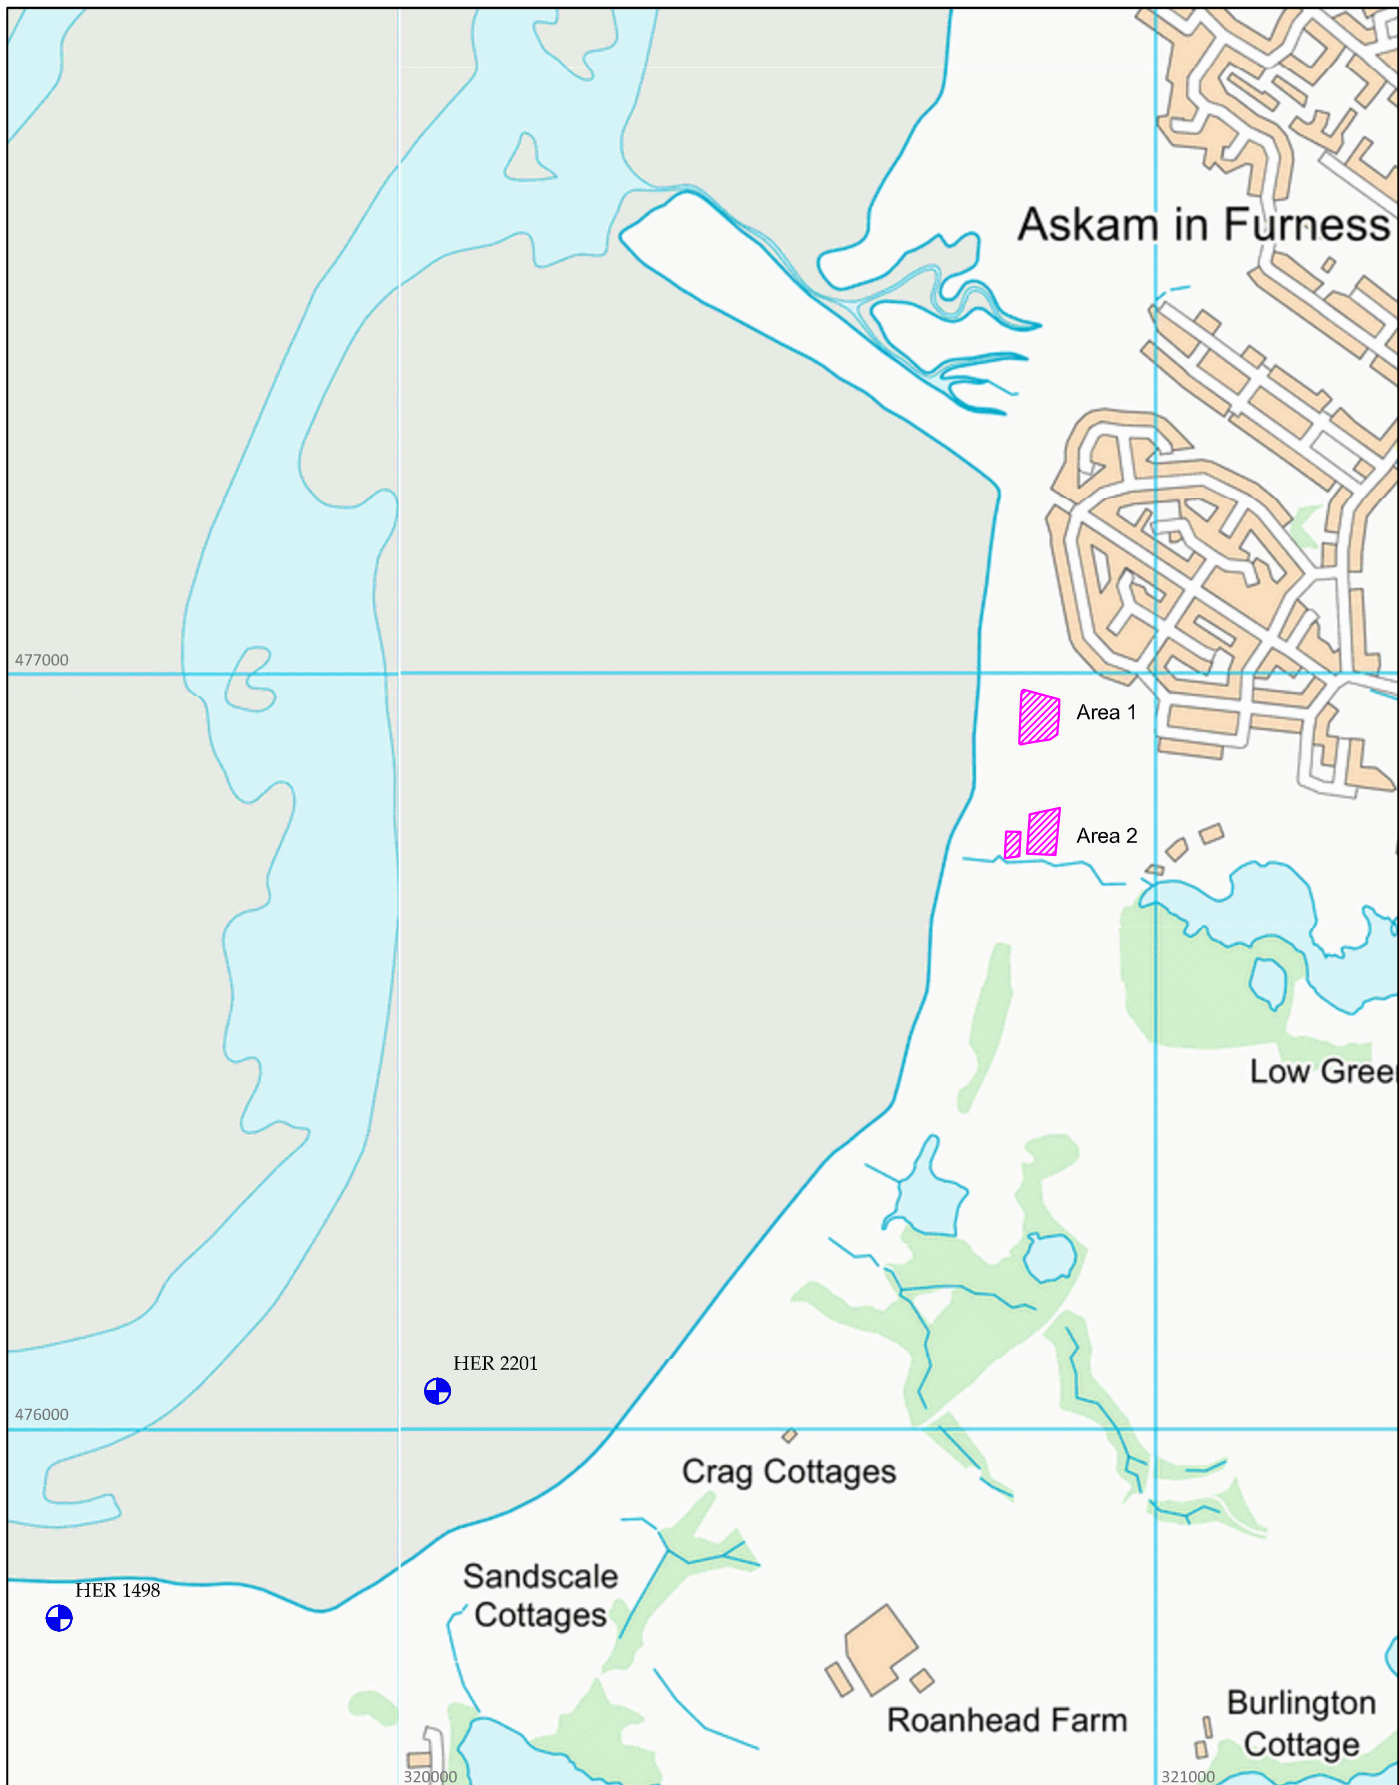 Askam in Furness
477000
Area 1
Area 2
Low Gree
HER 2201
476000
Crag Cottages
Sandscale
Cottages
HER 1498
Roanhead Farm
Burlington
Cottage
320000
321000